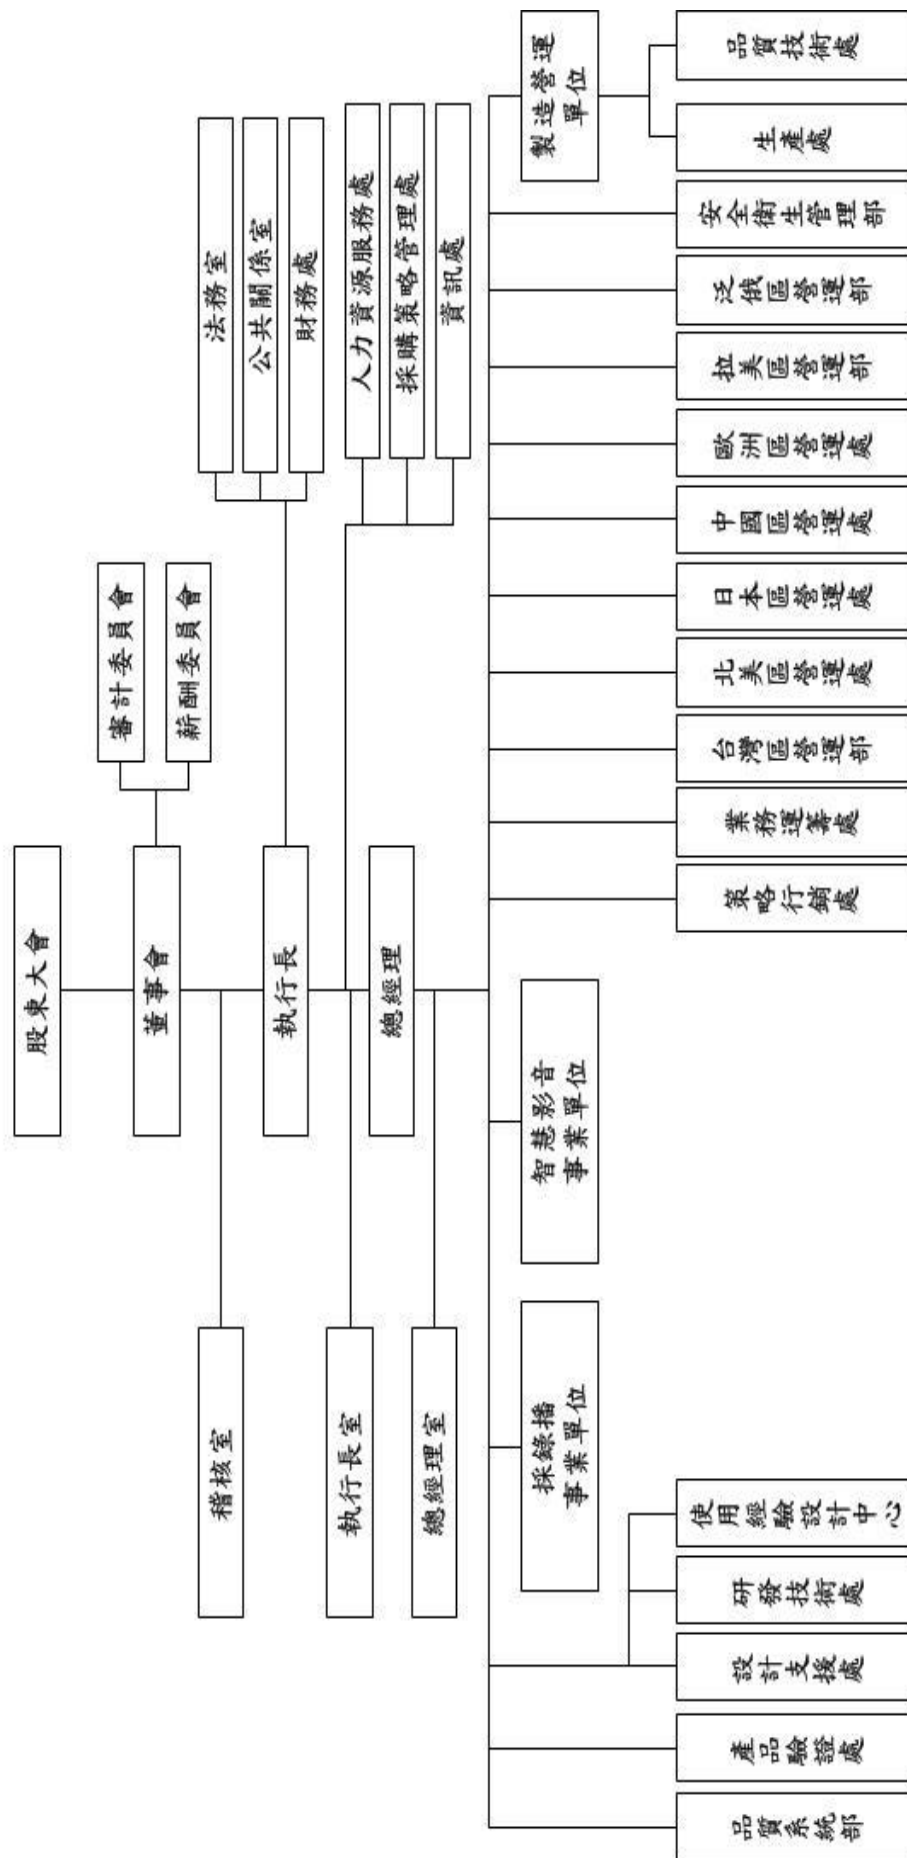 股東大會
董事會
審計委員會
薪酬委員會
稽核室
執行長
法務室
公共關係室
財務處
執行長室
人力資源服務處
採購策略管理處
資訊處
總經理
總經理室
採錄播
事業單位
智慧影音
事業單位
製造營運
單位
品質系統部
產品驗證處
設計支援處
研發技術處
使用經驗設計中心
策略行銷處
業務運籌處
台灣區營運部
北美區營運處
日本區營運處
中國區營運處
歐洲區營運處
拉美區營運部
泛俄區營運部
安全衛生管理部
生產處
品質技術處